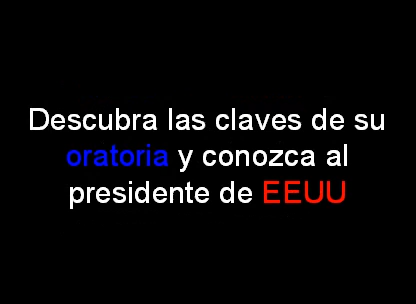 Descubra las claves de su
oratoria y conozca al
presidente de EEUU